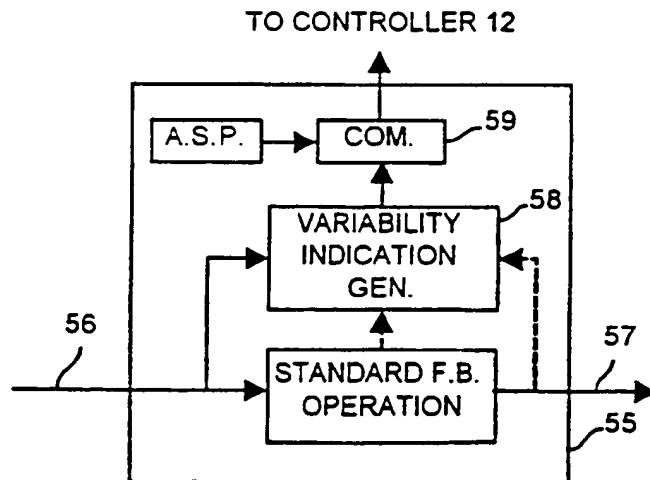 TO CONTROLLER 12
A.S.P.
COM.
59
VARIABILITY
INDICATION
GEN.
58
56
STANDARD F.B.
OPERATION
57
55